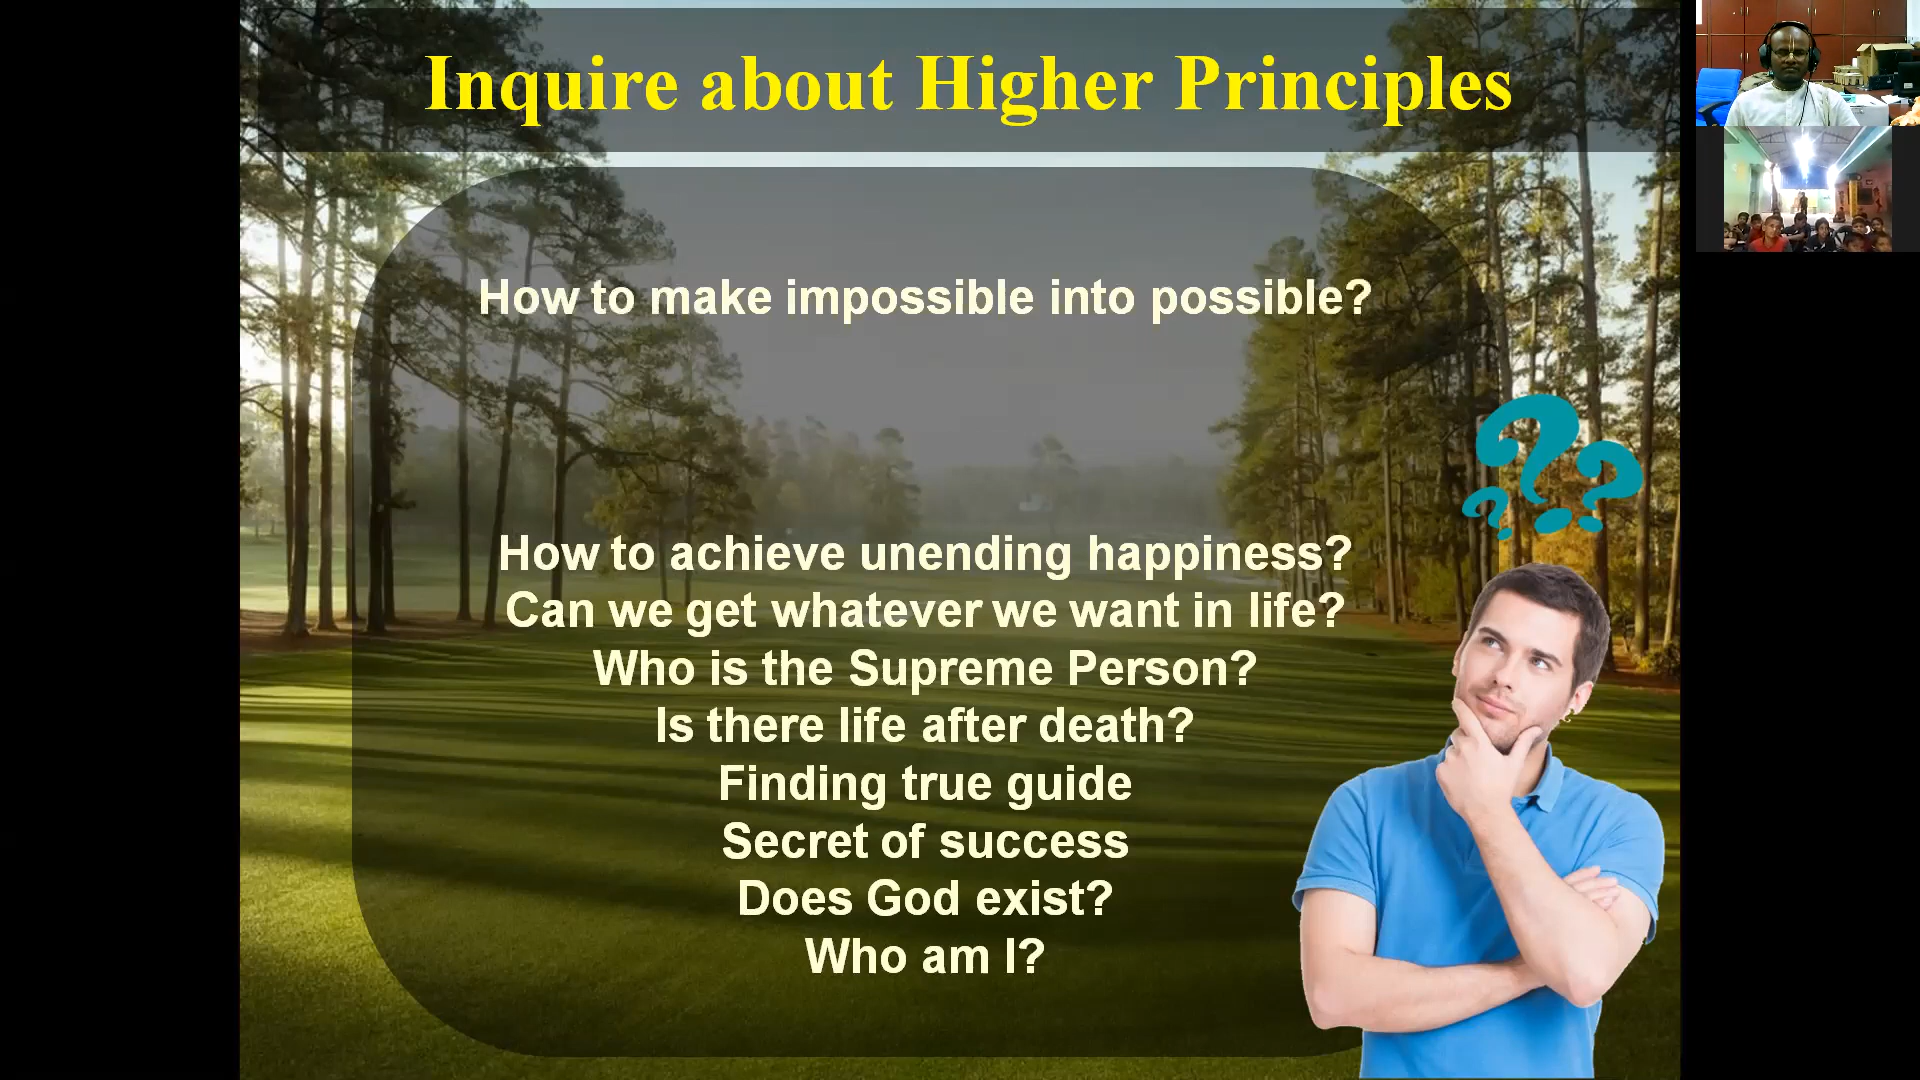 Inquire about Higher Principles
How to make impossible into possible?
How to achieve unending happiness?
Can we get whatever we want in life?
Who is the Supreme Person?
Is there life after death?
Finding true guide
Secret of success
Does God exist?
Who am I?